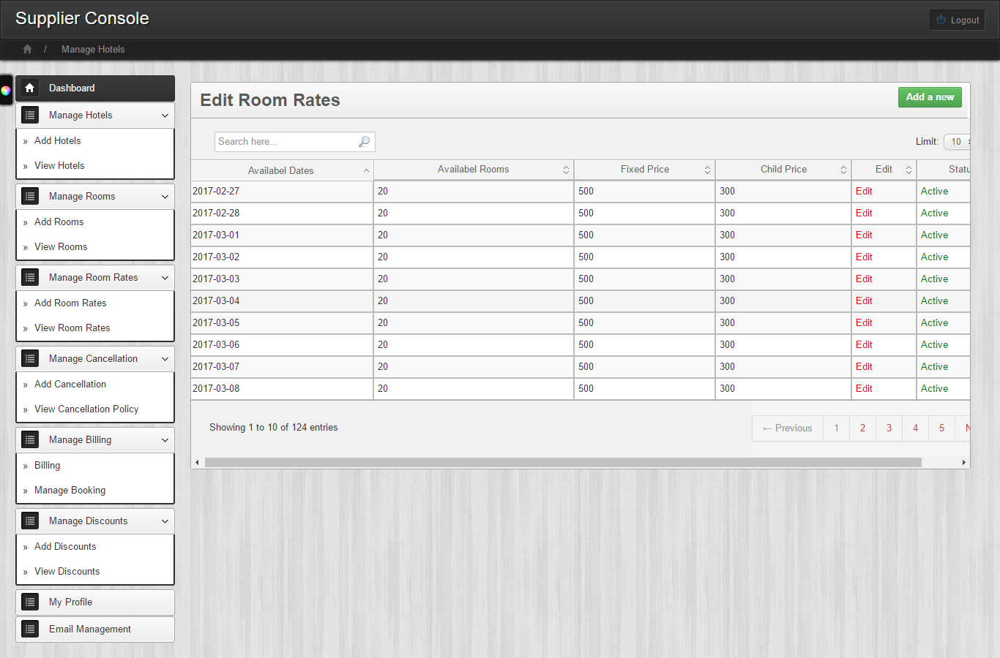 Supplier Console
Logout
/ Manage Hotels
Dashboard
Manage Hotels
» Add Hotels
» View Hotels
Manage Rooms
» Add Rooms
» View Rooms
Manage Room Rates
» Add Room Rates
» View Room Rates
Manage Cancellation
» Add Cancellation
» View Cancellation Policy
Manage Billing
» Billing
» Manage Booking
Manage Discounts
» Add Discounts
» View Discounts
My Profile
Email Management
Edit Room Rates
Add a new
Search here...
Limit: 10
Availabel Dates Availabel Rooms Fixed Price Child Price Edit Statu
2017-02-27 20 500 300 Edit Active
2017-02-28 20 500 300 Edit Active
2017-03-01 20 500 300 Edit Active
2017-03-02 20 500 300 Edit Active
2017-03-03 20 500 300 Edit Active
2017-03-04 20 500 300 Edit Active
2017-03-05 20 500 300 Edit Active
2017-03-06 20 500 300 Edit Active
2017-03-07 20 500 300 Edit Active
2017-03-08 20 500 300 Edit Active
Showing 1 to 10 of 124 entries
← Previous 1 2 3 4 5